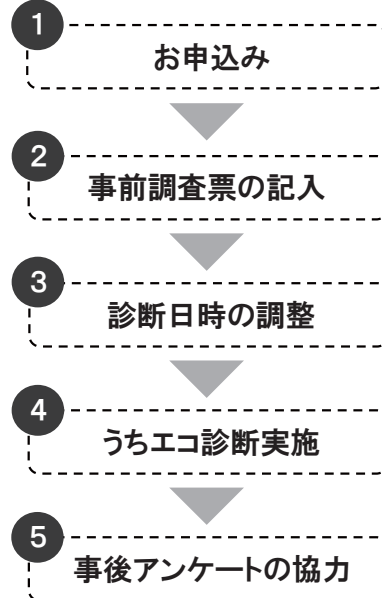 1
お申込み
2
事前調査票の記入
3
診断日時の調整
4
うちエコ診断実施
5
事後アンケートの協力